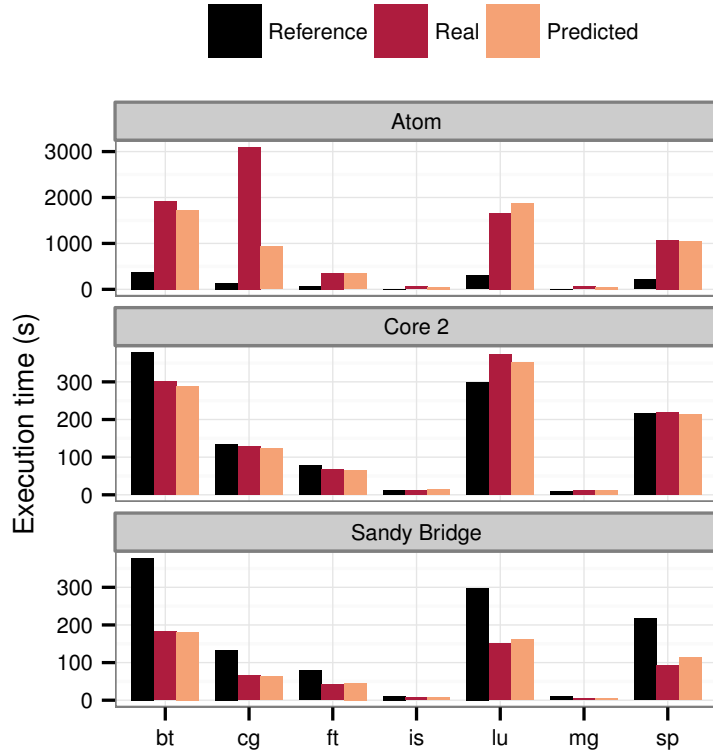 Reference Real Predicted
Atom
3000
2000
1000
0
Core 2
300
200
100
0
Sandy Bridge
300
200
100
0
Execution time (s)
bt cg ft is lu mg sp